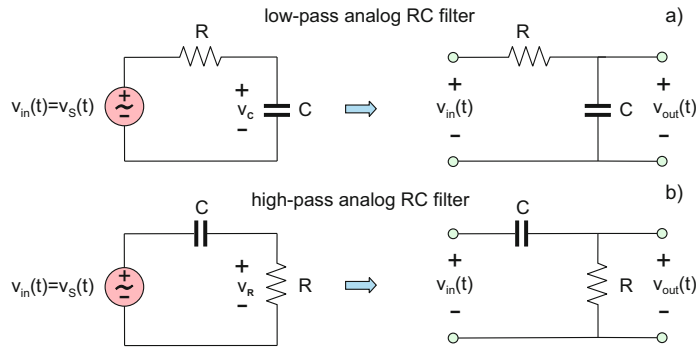 low-pass analog RC filter
a)
R
R
+
v_in(t)=v_S(t)
+
v_C
−
C
+
v_in(t)
−
C
+
v_out(t)
−
high-pass analog RC filter
b)
C
C
+
v_in(t)=v_S(t)
+
v_R
−
R
+
v_in(t)
−
R
+
v_out(t)
−